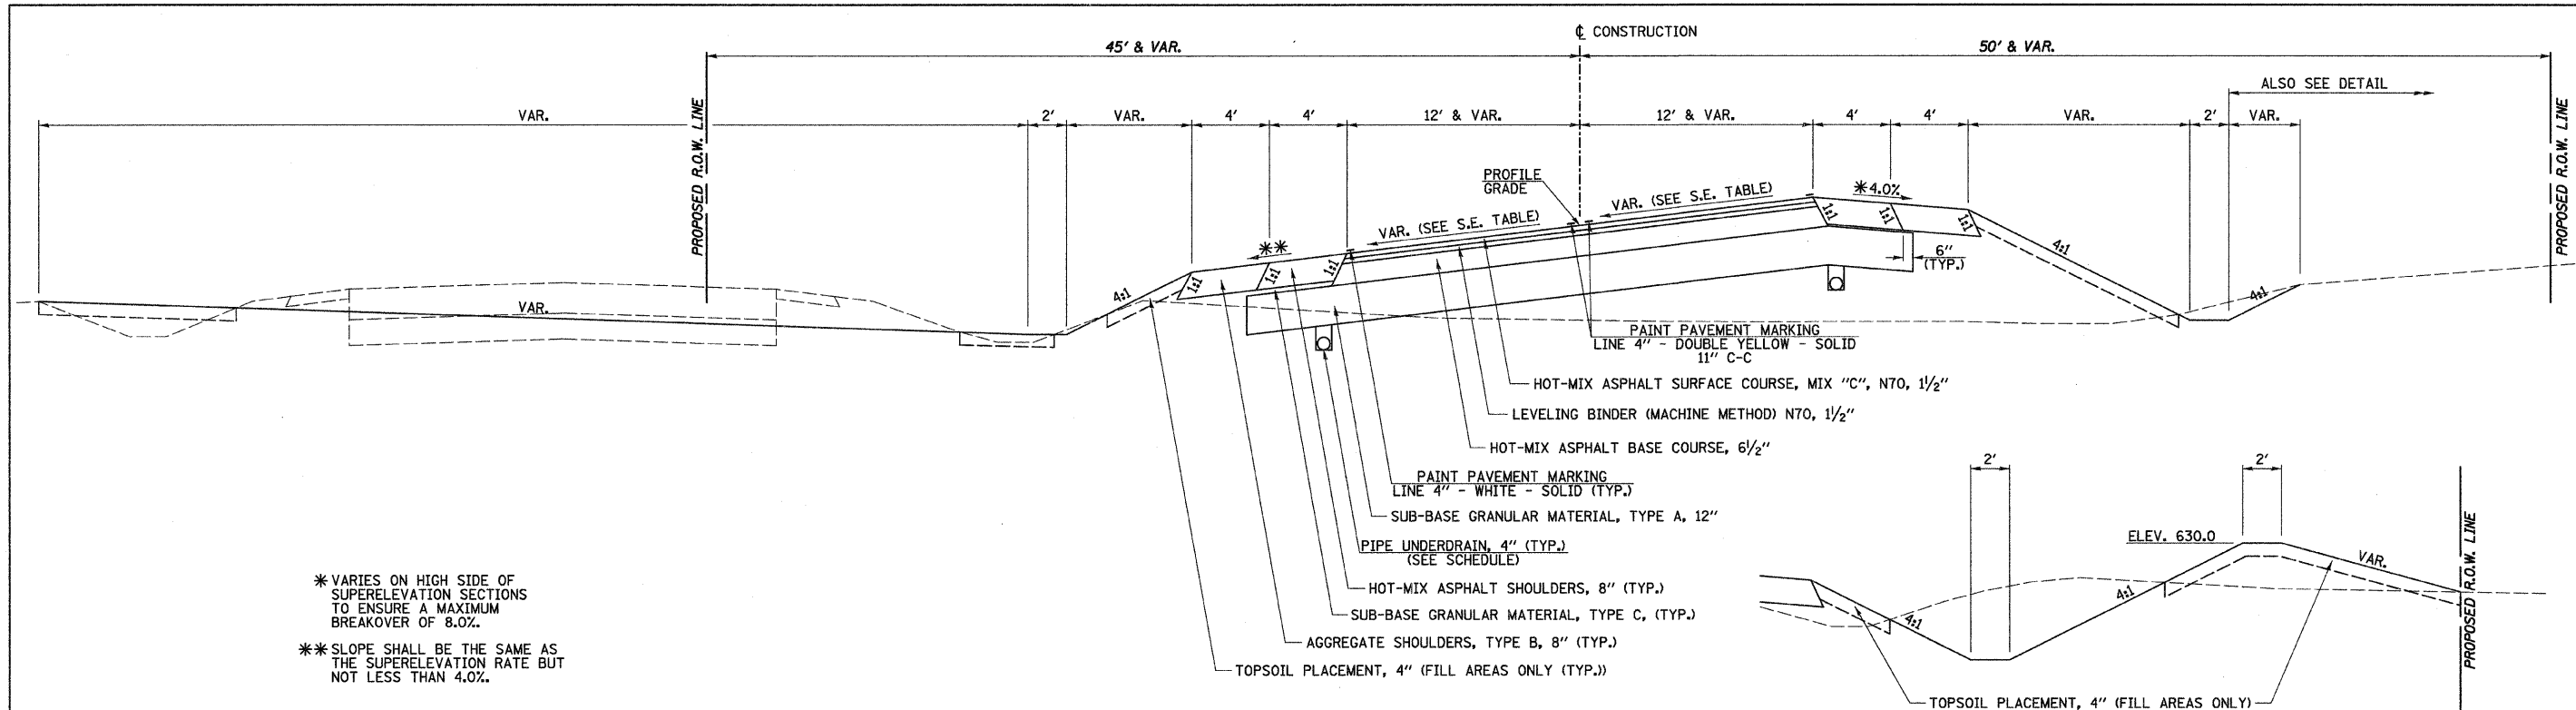 ℄ CONSTRUCTION
45' & VAR.
50' & VAR.
ALSO SEE DETAIL
PROPOSED R.O.W. LINE
PROPOSED R.O.W. LINE
VAR.
2'
VAR.
4'
4'
12' & VAR.
12' & VAR.
4'
4'
VAR.
2'
VAR.
PROFILE
GRADE
VAR. (SEE S.E. TABLE)
VAR. (SEE S.E. TABLE)
*4.0%
**
1:1
1:1
1:1
1:1
1:1
1:1
4:1
4:1
4:1
6"
(TYP.)
VAR.
PAINT PAVEMENT MARKING
LINE 4" - DOUBLE YELLOW - SOLID
11" C-C
HOT-MIX ASPHALT SURFACE COURSE, MIX "C", N70, 1½"
LEVELING BINDER (MACHINE METHOD) N70, 1½"
HOT-MIX ASPHALT BASE COURSE, 6½"
PAINT PAVEMENT MARKING
LINE 4" - WHITE - SOLID (TYP.)
SUB-BASE GRANULAR MATERIAL, TYPE A, 12"
PIPE UNDERDRAIN, 4" (TYP.)
(SEE SCHEDULE)
HOT-MIX ASPHALT SHOULDERS, 8" (TYP.)
SUB-BASE GRANULAR MATERIAL, TYPE C, (TYP.)
AGGREGATE SHOULDERS, TYPE B, 8" (TYP.)
TOPSOIL PLACEMENT, 4" (FILL AREAS ONLY (TYP.))
* VARIES ON HIGH SIDE OF
SUPERELEVATION SECTIONS
TO ENSURE A MAXIMUM
BREAKOVER OF 8.0%.
** SLOPE SHALL BE THE SAME AS
THE SUPERELEVATION RATE BUT
NOT LESS THAN 4.0%.
2'
2'
ELEV. 630.0
VAR.
4:1
4:1
PROPOSED R.O.W. LINE
TOPSOIL PLACEMENT, 4" (FILL AREAS ONLY)